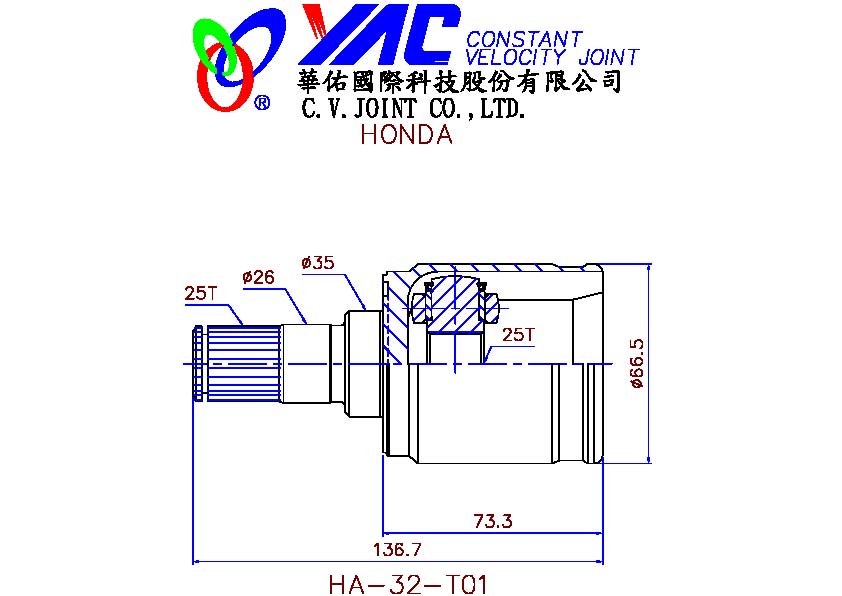 YAC CONSTANT
VELOCITY JOINT
華佑國際科技股份有限公司
® C.V.JOINT CO.,LTD.
HONDA
ø35
ø26
25T
25T
ø66.5
73.3
136.7
HA-32-T01